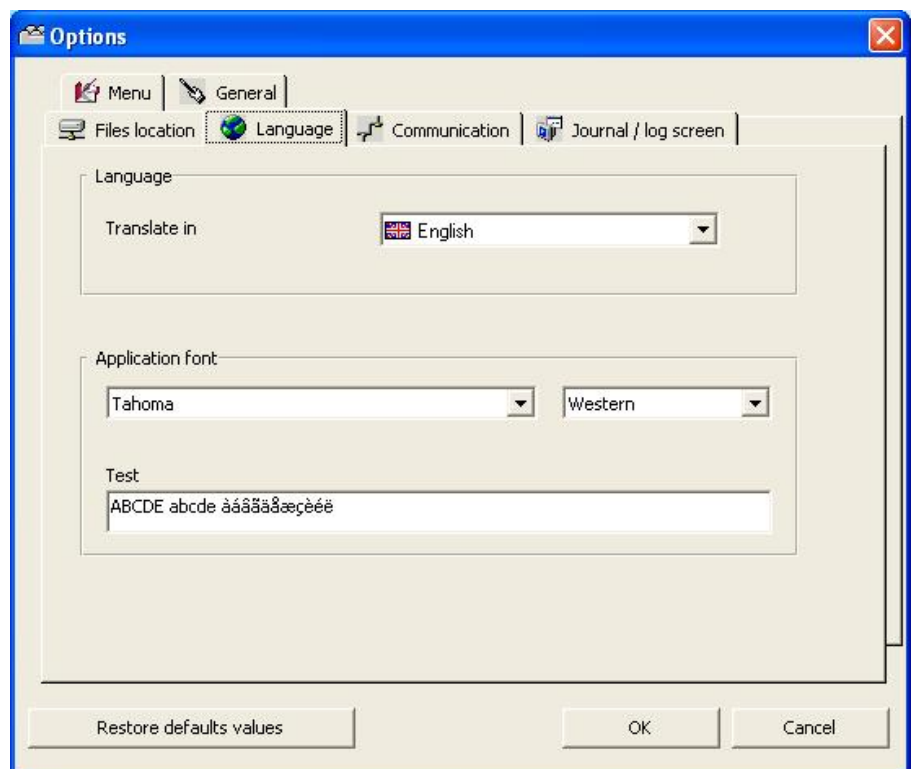 Options
Menu General
Files location Language Communication Journal / log screen
Language
Translate in English
Application font
Tahoma Western
Test
ABCDE abcde àáâãäåæçèéë
Restore defaults values OK Cancel